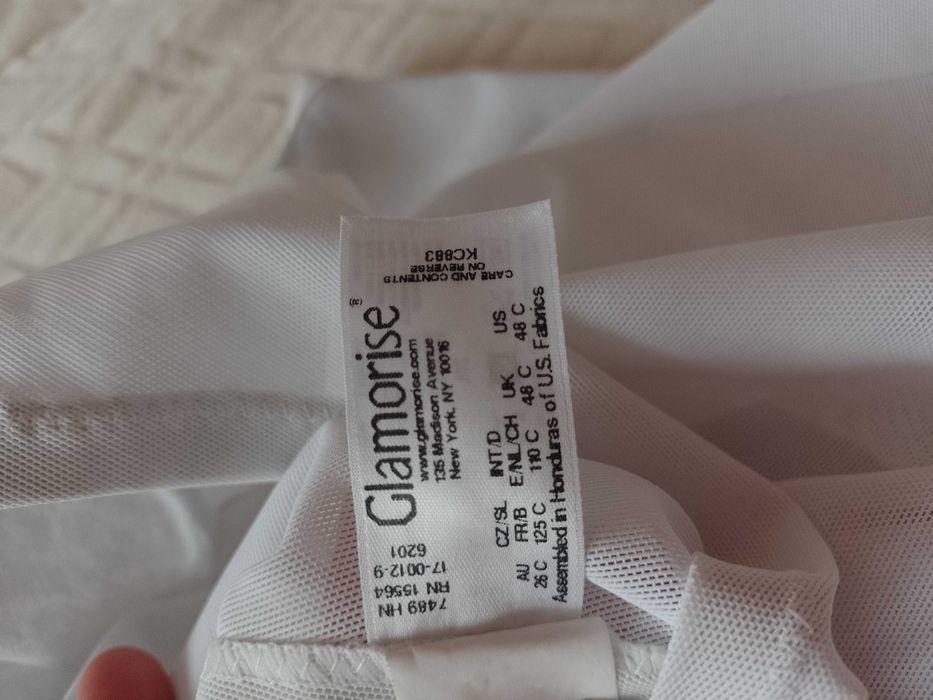 Glamorise (R)
www.glamorise.com
135 Madison Avenue
New York, NY 10016
CZ/SL INT/D
AU FR/B E/NL/CH UK US
26 C 125 C 110 C 48 C 48 C
Assembled in Honduras of U.S. Fabrics
CARE AND CONTENTS
ON REVERSE
KC883
7489 HN
RN 15564
17-0012-9
6201